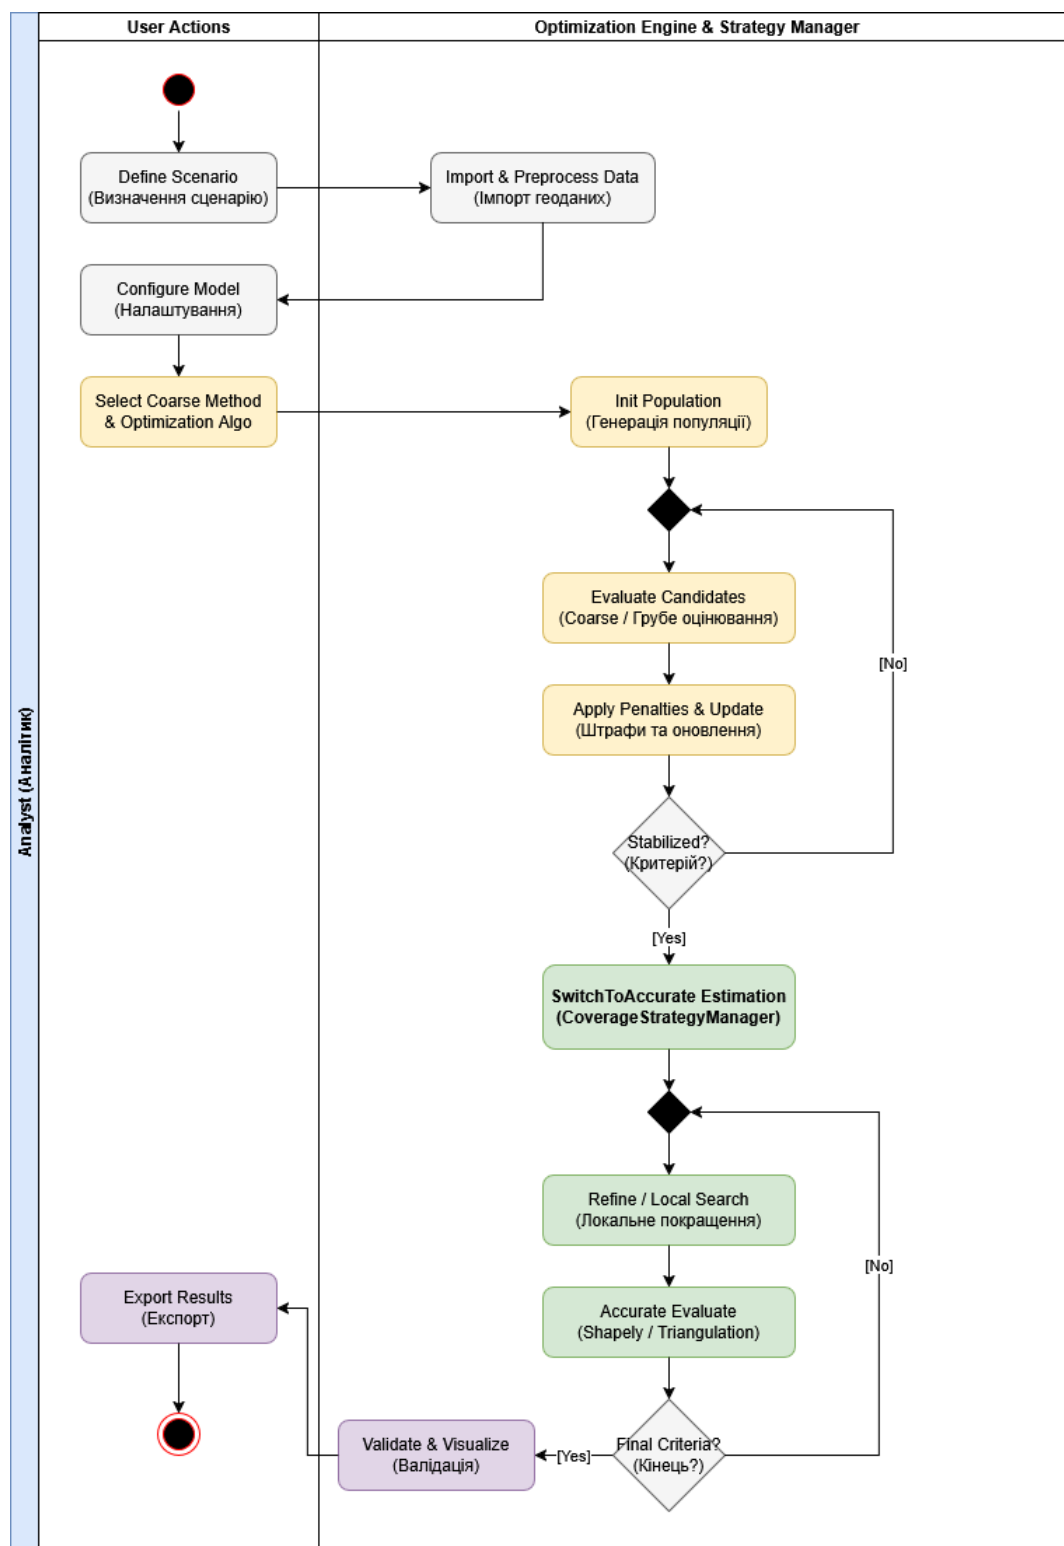 User Actions
Optimization Engine & Strategy Manager
Analyst (Аналітик)
Define Scenario
(Визначення сценарію)
Import & Preprocess Data
(Імпорт геоданих)
Configure Model
(Налаштування)
Select Coarse Method
& Optimization Algo
Init Population
(Генерація популяції)
Evaluate Candidates
(Coarse / Грубе оцінювання)
[No]
Apply Penalties & Update
(Штрафи та оновлення)
Stabilized?
(Критерій?)
[Yes]
SwitchToAccurate Estimation
(CoverageStrategyManager)
Refine / Local Search
(Локальне покращення)
[No]
Export Results
(Експорт)
Accurate Evaluate
(Shapely / Triangulation)
Validate & Visualize
(Валідація)
[Yes]
Final Criteria?
(Кінець?)